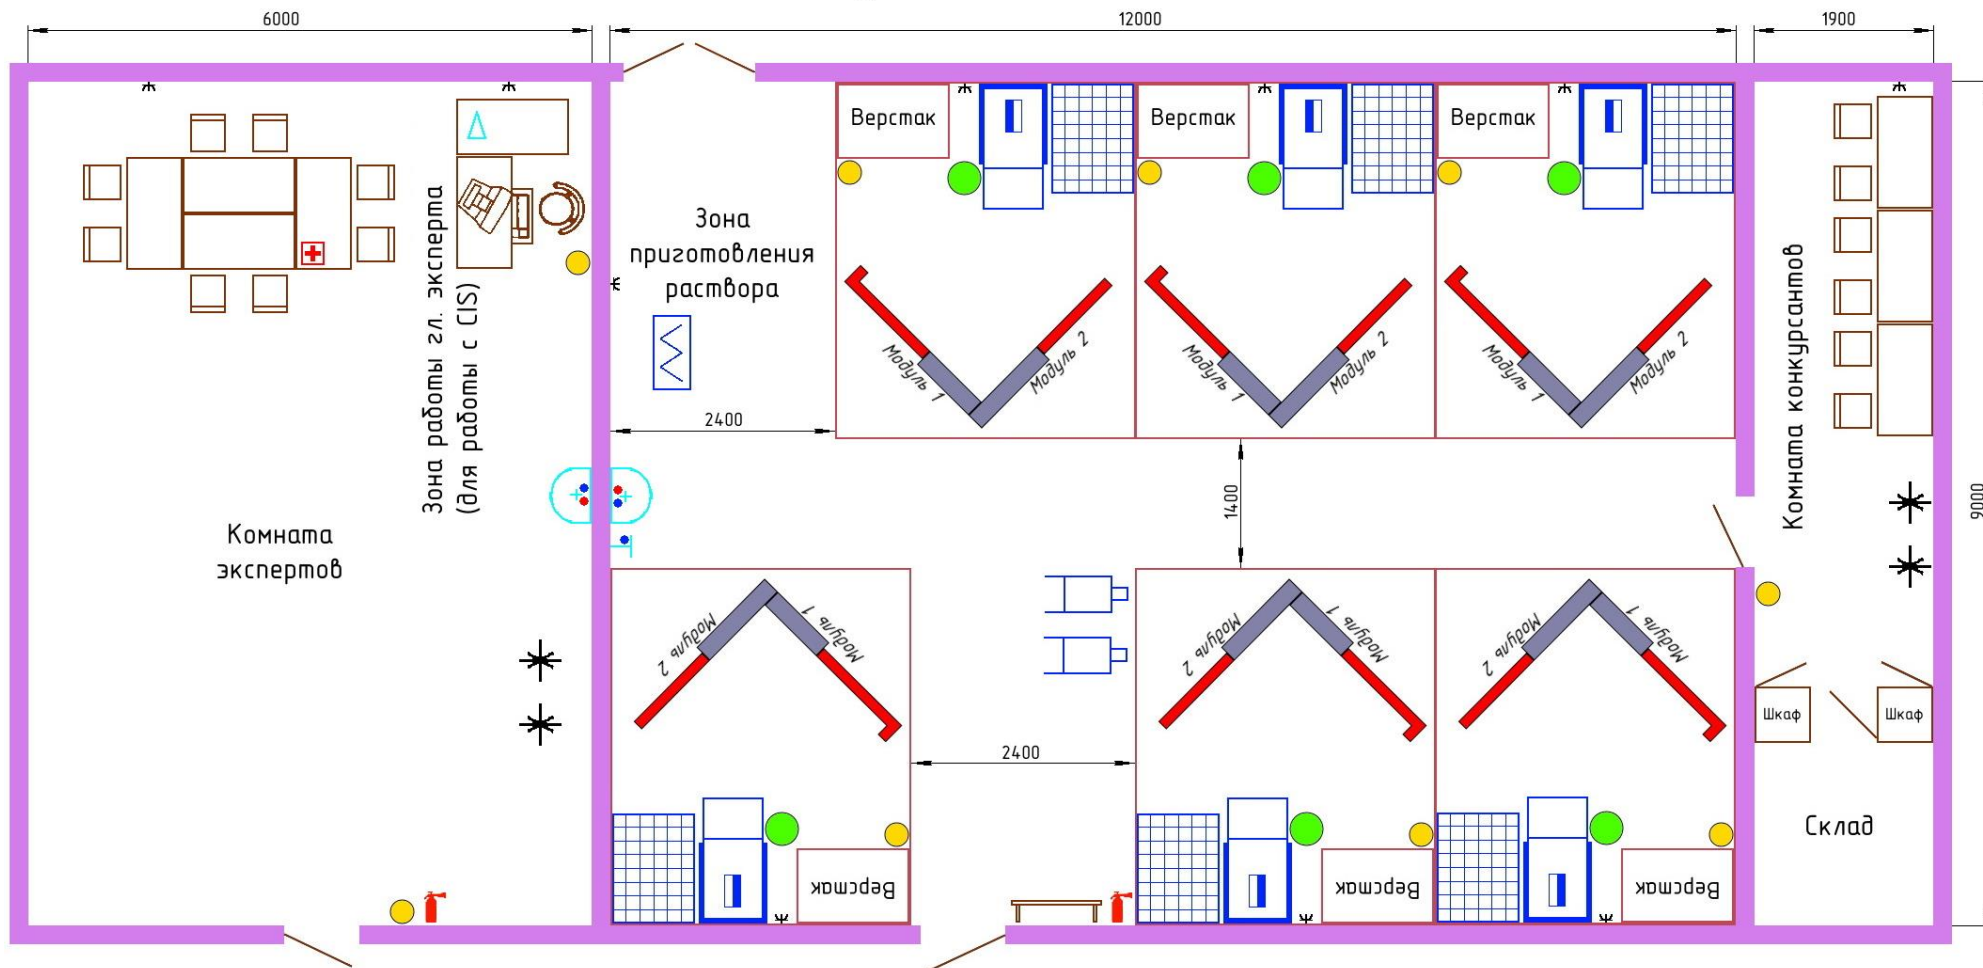 6000
12000
1900
Верстак
Верстак
Верстак
Зона
приготовления
раствора
Зона работы гл. эксперта
(для работы с CIS)
Модуль 1
Модуль 2
Модуль 1
Модуль 2
Модуль 1
Модуль 2
Комната конкурсантов
2400
1400
9000
Комната
экспертов
Модуль 2
Модуль 1
Модуль 2
Модуль 1
Модуль 2
Модуль 1
Шкаф
Шкаф
2400
Склад
Верстак
Верстак
Верстак